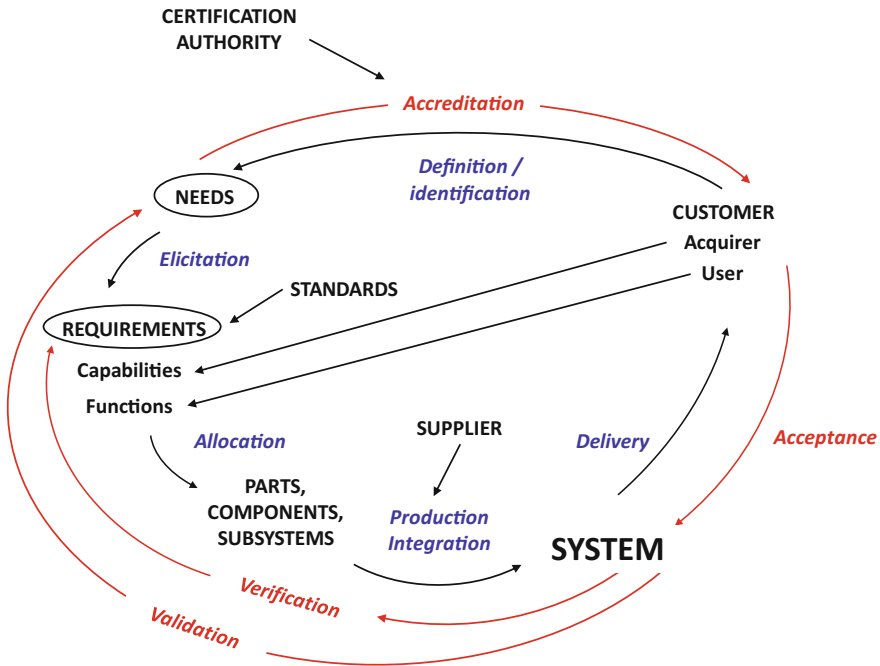 CERTIFICATION
AUTHORITY
Accreditation
Definition /
identification
NEEDS
CUSTOMER
Acquirer
User
Elicitation
STANDARDS
REQUIREMENTS
Capabilities
Functions
Allocation
SUPPLIER
Delivery
Acceptance
PARTS,
COMPONENTS,
SUBSYSTEMS
Production
Integration
SYSTEM
Verification
Validation